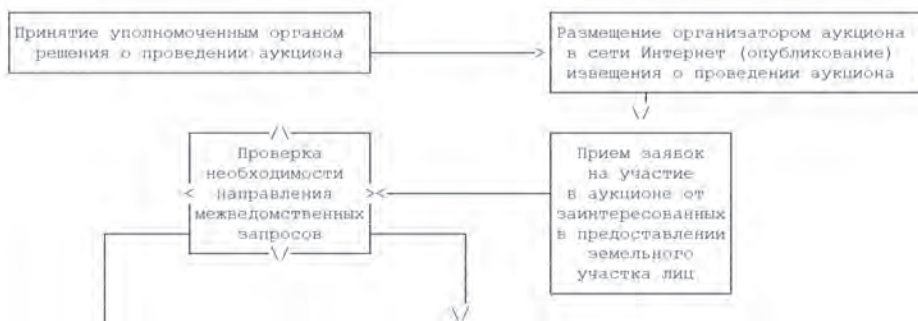 Принятие уполномоченным органом
решения о проведении аукциона
Размещение организатором аукциона
в сети Интернет (опубликование)
извещения о проведении аукциона
Проверка
необходимости
направления
межведомственных
запросов
Прием заявок
на участие
в аукционе от
заинтересованных
в предоставлении
земельного
участка лиц